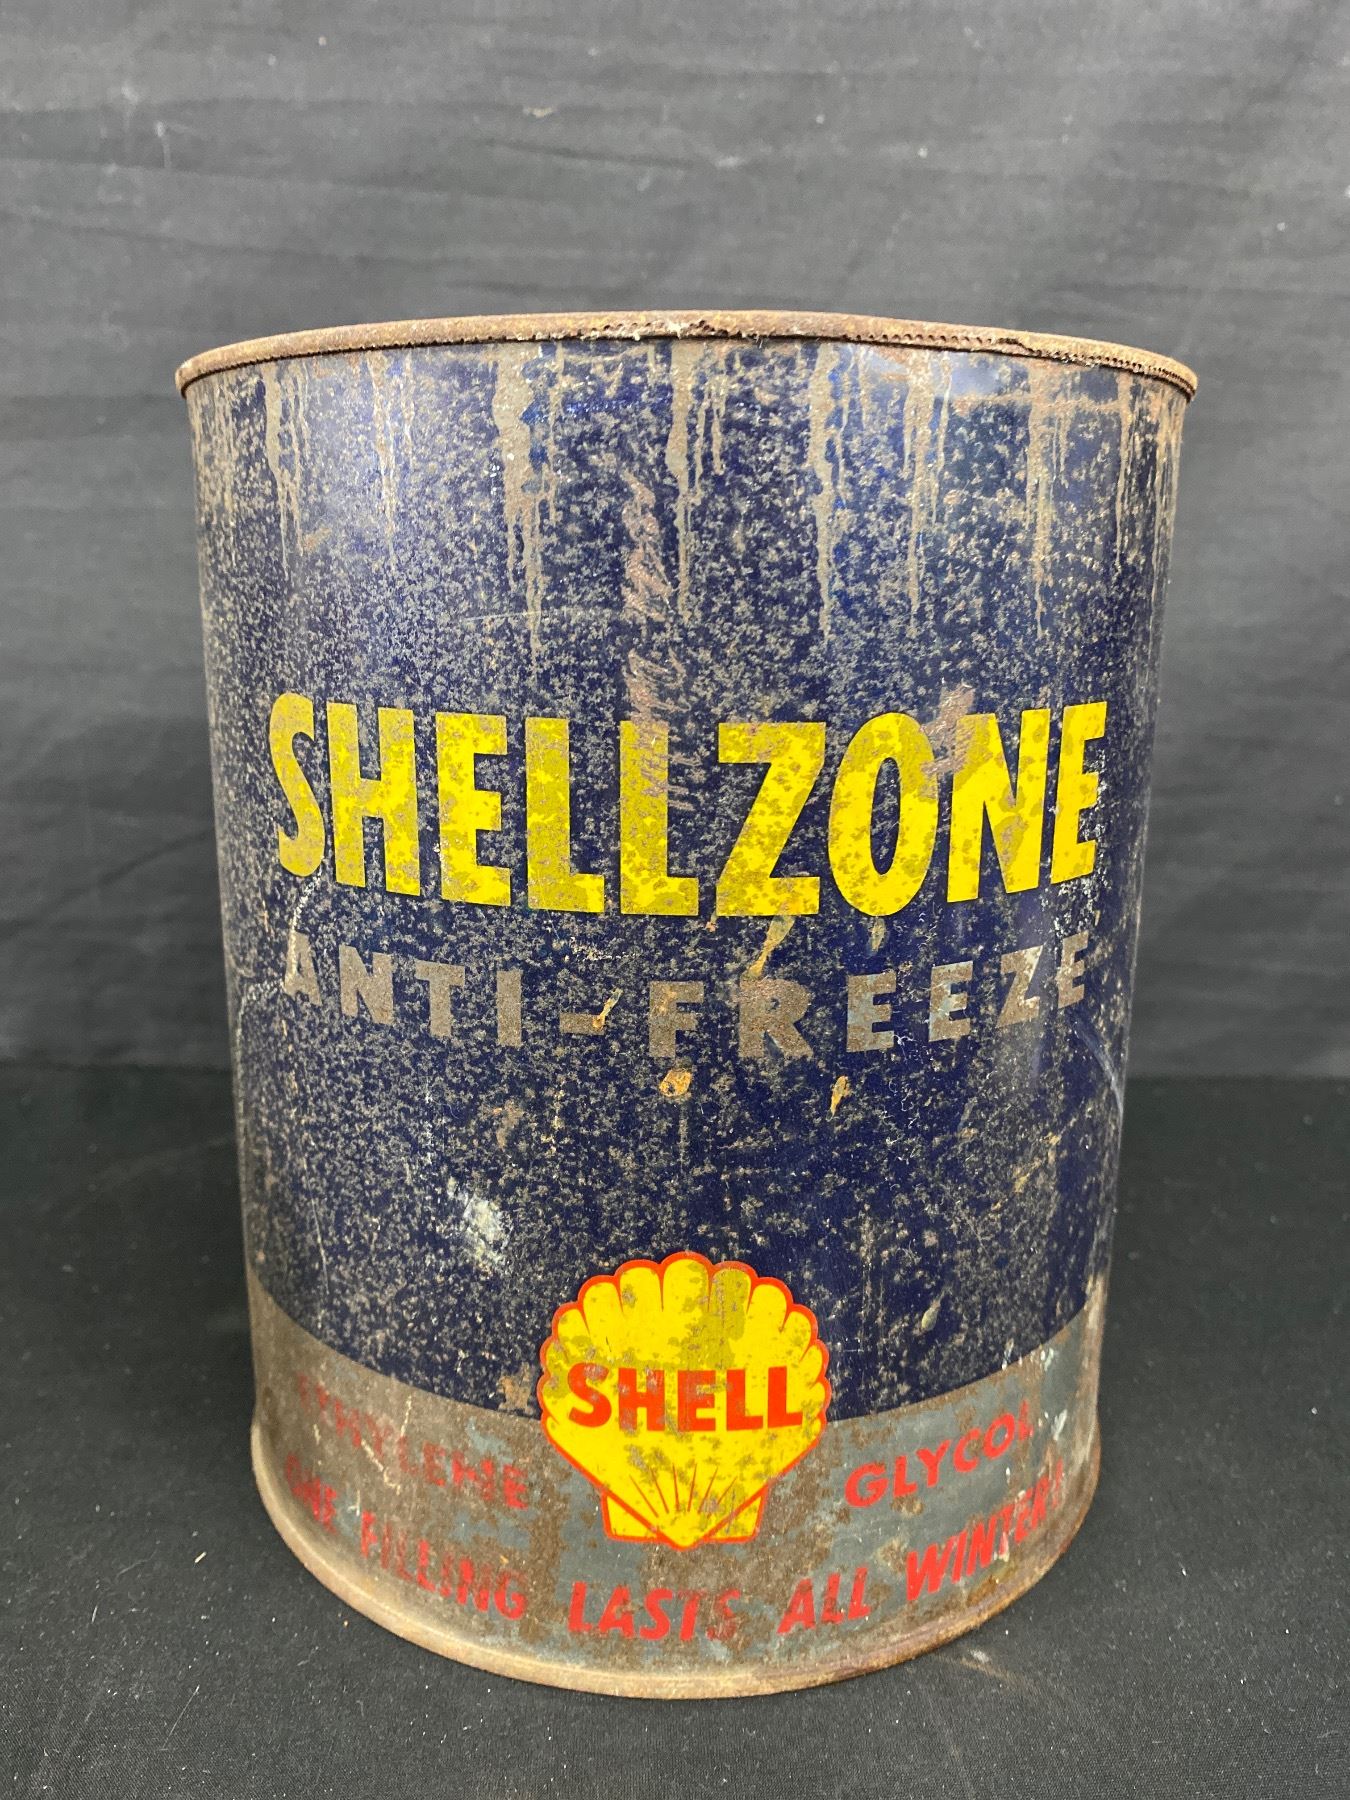 SHELLZONE
ANTI-FREEZE
SHELL
ETHYLENE GLYCOL
ONE FILLING LASTS ALL WINTER!